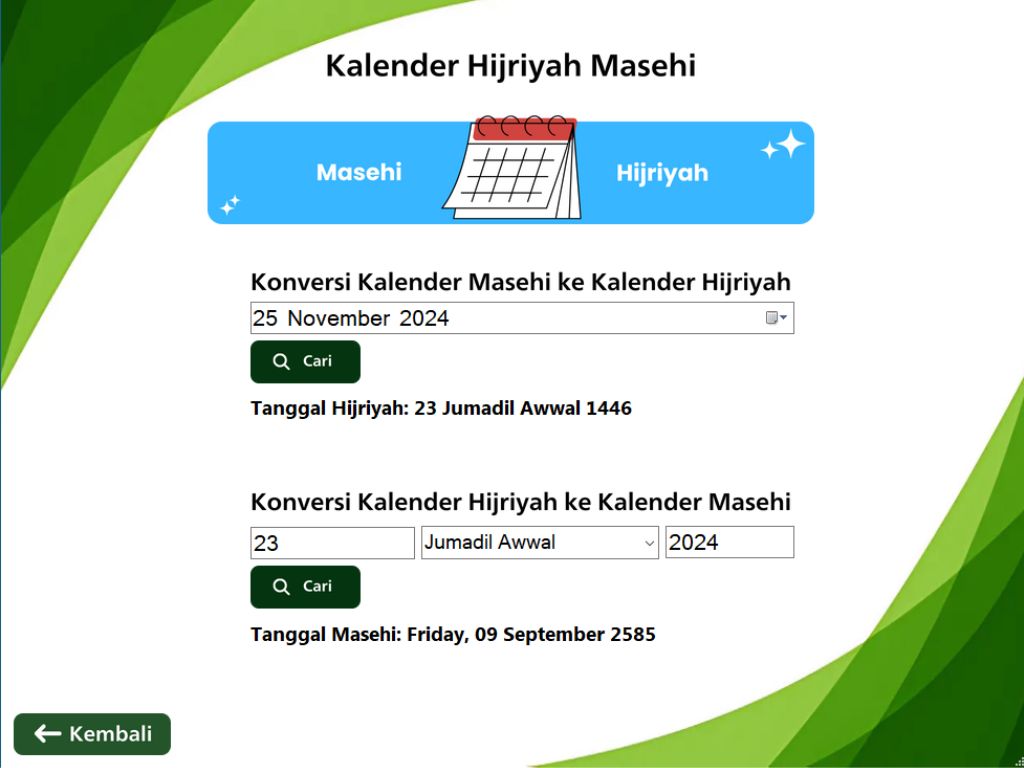 Kalender Hijriyah Masehi
Masehi
Hijriyah
Konversi Kalender Masehi ke Kalender Hijriyah
25 November 2024
Cari
Tanggal Hijriyah: 23 Jumadil Awwal 1446
Konversi Kalender Hijriyah ke Kalender Masehi
23
Jumadil Awwal
2024
Cari
Tanggal Masehi: Friday, 09 September 2585
Kembali